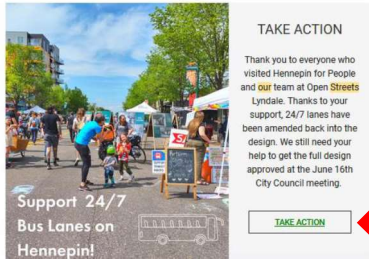 Support 24/7
Bus Lanes on
Hennepin!
TAKE ACTION
Thank you to everyone who
visited Hennepin for People
and our team at Open Streets
Lyndale. Thanks to your
support, 24/7 lanes have
been amended back into the
design. We still need your
help to get the full design
approved at the June 16th
City Council meeting.
TAKE ACTION